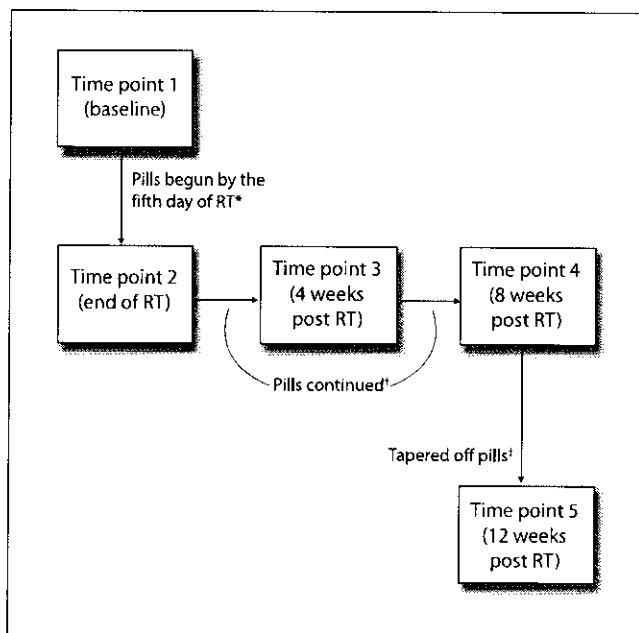 Time point 1
(baseline)
Pills begun by the
fifth day of RT*
Time point 2
(end of RT)
Time point 3
(4 weeks
post RT)
Time point 4
(8 weeks
post RT)
Pills continued†
Tapered off pills†
Time point 5
(12 weeks
post RT)